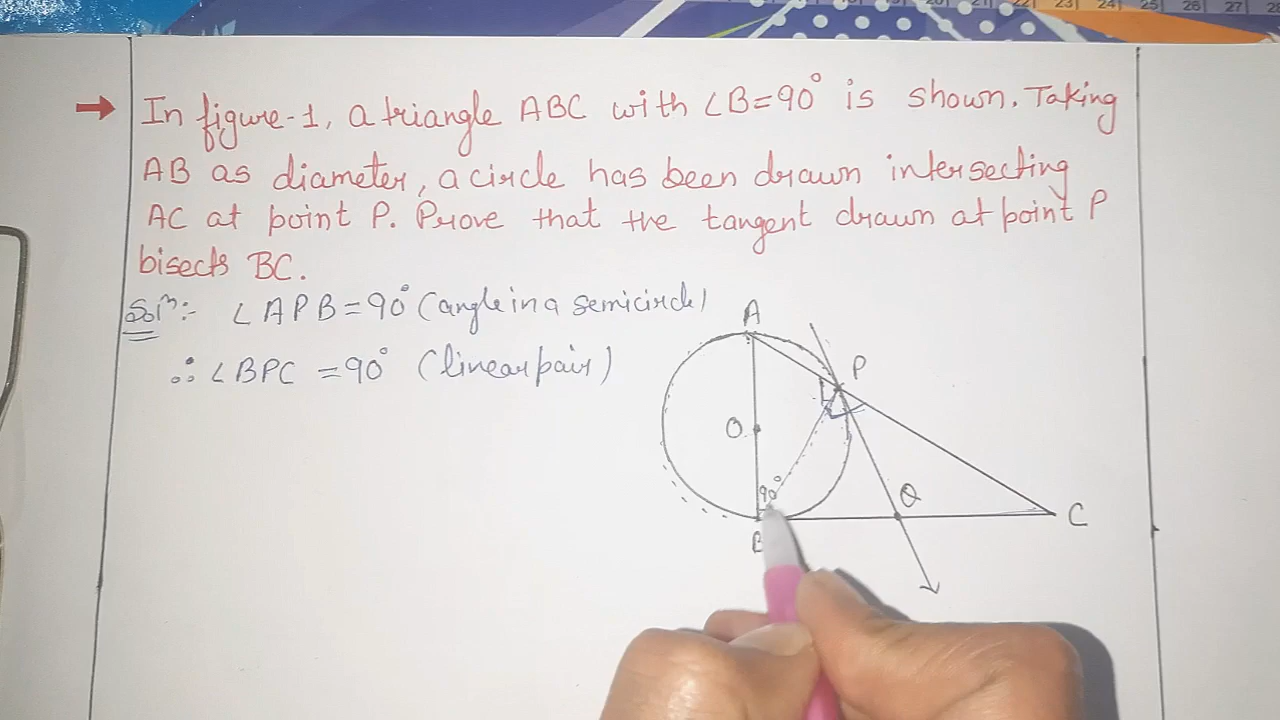 → In figure-1, a triangle ABC with ∠B=90° is shown. Taking
AB as diameter, a circle has been drawn intersecting
AC at point P. Prove that the tangent drawn at point P
bisects BC.
Solⁿ:- ∠APB=90° (angle in a semicircle)
∴ ∠BPC =90° (linear pair)
A
P
O
90°
Q
C
B